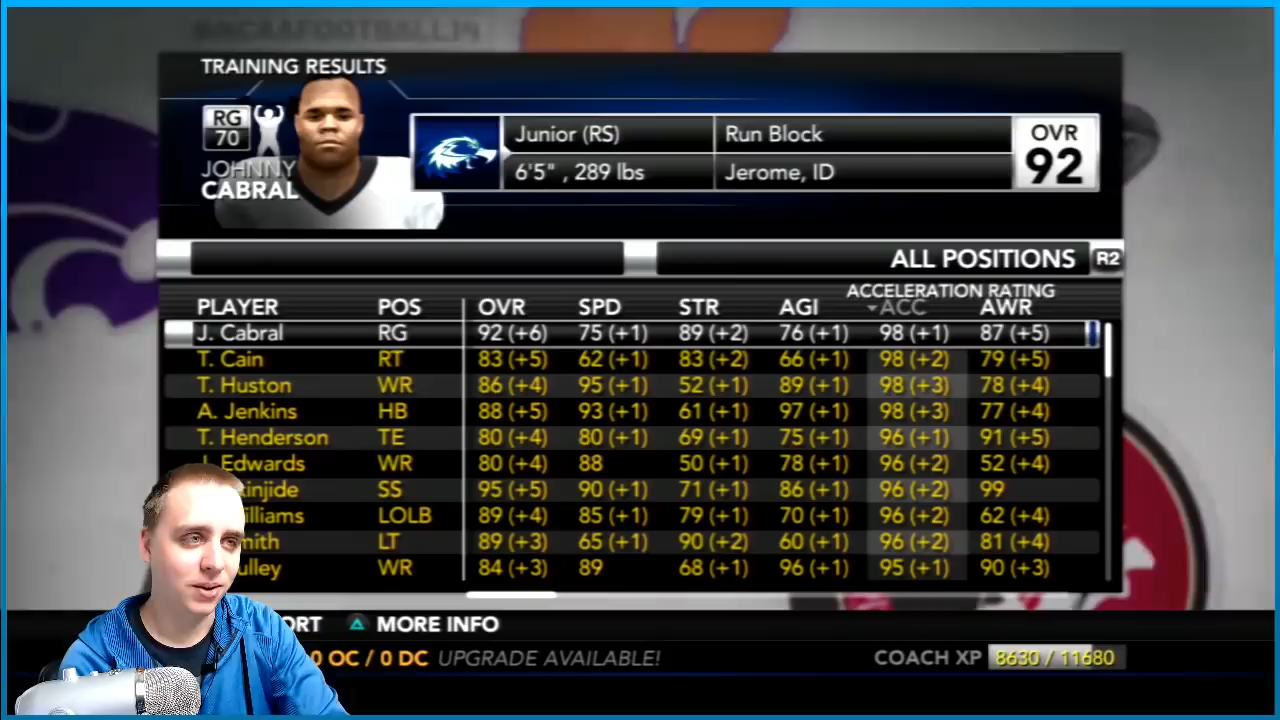 #NCAAFOOTBALL14
TRAINING RESULTS
RG
70
JOHNNY
CABRAL
Junior (RS)
Run Block
6'5" , 289 lbs
Jerome, ID
OVR
92
ALL POSITIONS R2
ACCELERATION RATING
PLAYER POS OVR SPD STR AGI ACC AWR
J. Cabral RG 92 (+6) 75 (+1) 89 (+2) 76 (+1) 98 (+1) 87 (+5)
T. Cain RT 83 (+5) 62 (+1) 83 (+2) 66 (+1) 98 (+2) 79 (+5)
T. Huston WR 86 (+4) 95 (+1) 52 (+1) 89 (+1) 98 (+3) 78 (+4)
A. Jenkins HB 88 (+5) 93 (+1) 61 (+1) 97 (+1) 98 (+3) 77 (+4)
T. Henderson TE 80 (+4) 80 (+1) 69 (+1) 75 (+1) 96 (+1) 91 (+5)
J. Edwards WR 80 (+4) 88 50 (+1) 78 (+1) 96 (+2) 52 (+4)
kinjide SS 95 (+5) 90 (+1) 71 (+1) 86 (+1) 96 (+2) 99
illiams LOLB 89 (+4) 85 (+1) 79 (+1) 70 (+1) 96 (+2) 62 (+4)
mith LT 89 (+3) 65 (+1) 90 (+2) 60 (+1) 96 (+2) 81 (+4)
ulley WR 84 (+3) 89 68 (+1) 96 (+1) 95 (+1) 90 (+3)
ORT MORE INFO
0 OC / 0 DC UPGRADE AVAILABLE!
COACH XP 8630 / 11680